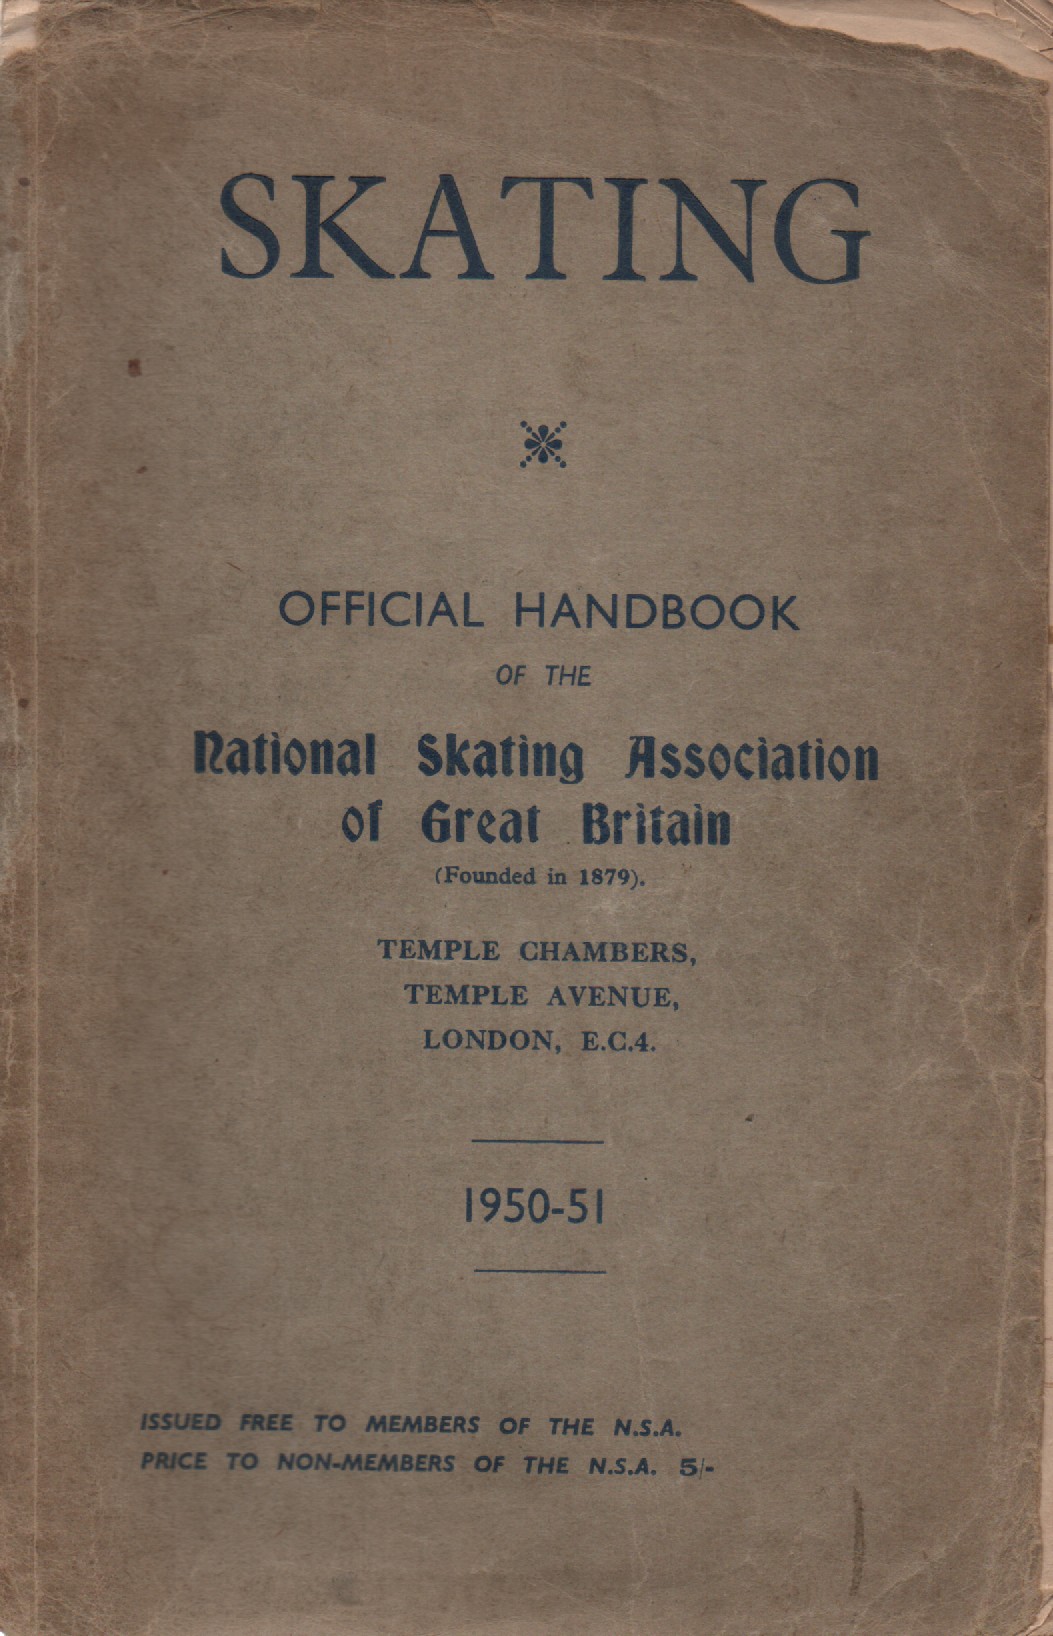 SKATING
OFFICIAL HANDBOOK
OF THE
National Skating Association
of Great Britain
(Founded in 1879).
TEMPLE CHAMBERS,
TEMPLE AVENUE,
LONDON, E.C.4.
1950-51
ISSUED FREE TO MEMBERS OF THE N.S.A.
PRICE TO NON-MEMBERS OF THE N.S.A. 5/-